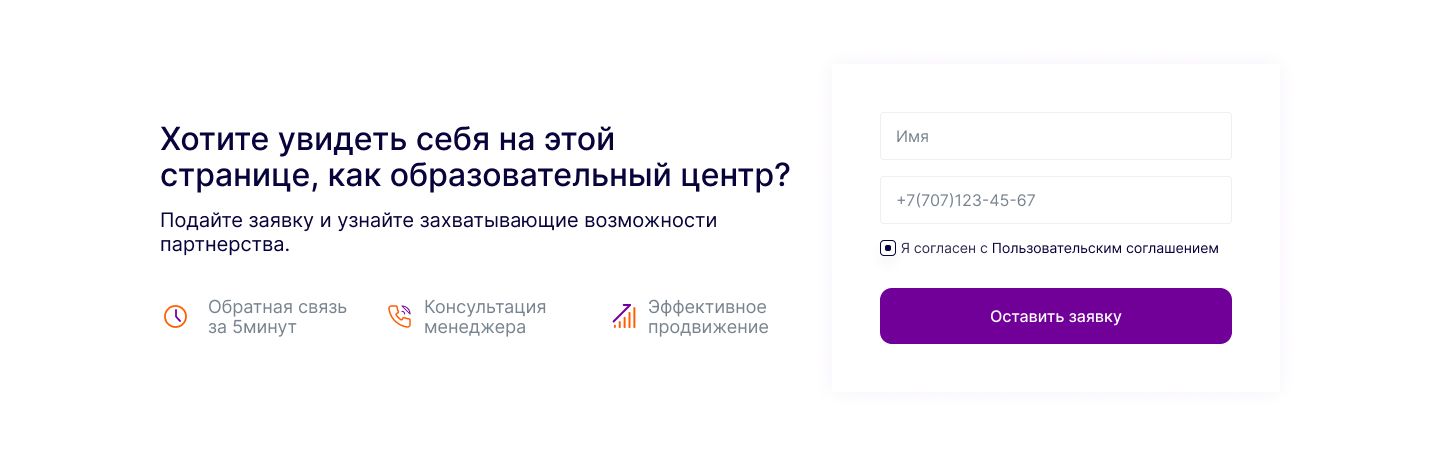 Хотите увидеть себя на этой
странице, как образовательный центр?
Подайте заявку и узнайте захватывающие возможности
партнерства.
Обратная связь
за 5минут
Консультация
менеджера
Эффективное
продвижение
Имя
+7(707)123-45-67
Я согласен с Пользовательским соглашением
Оставить заявку